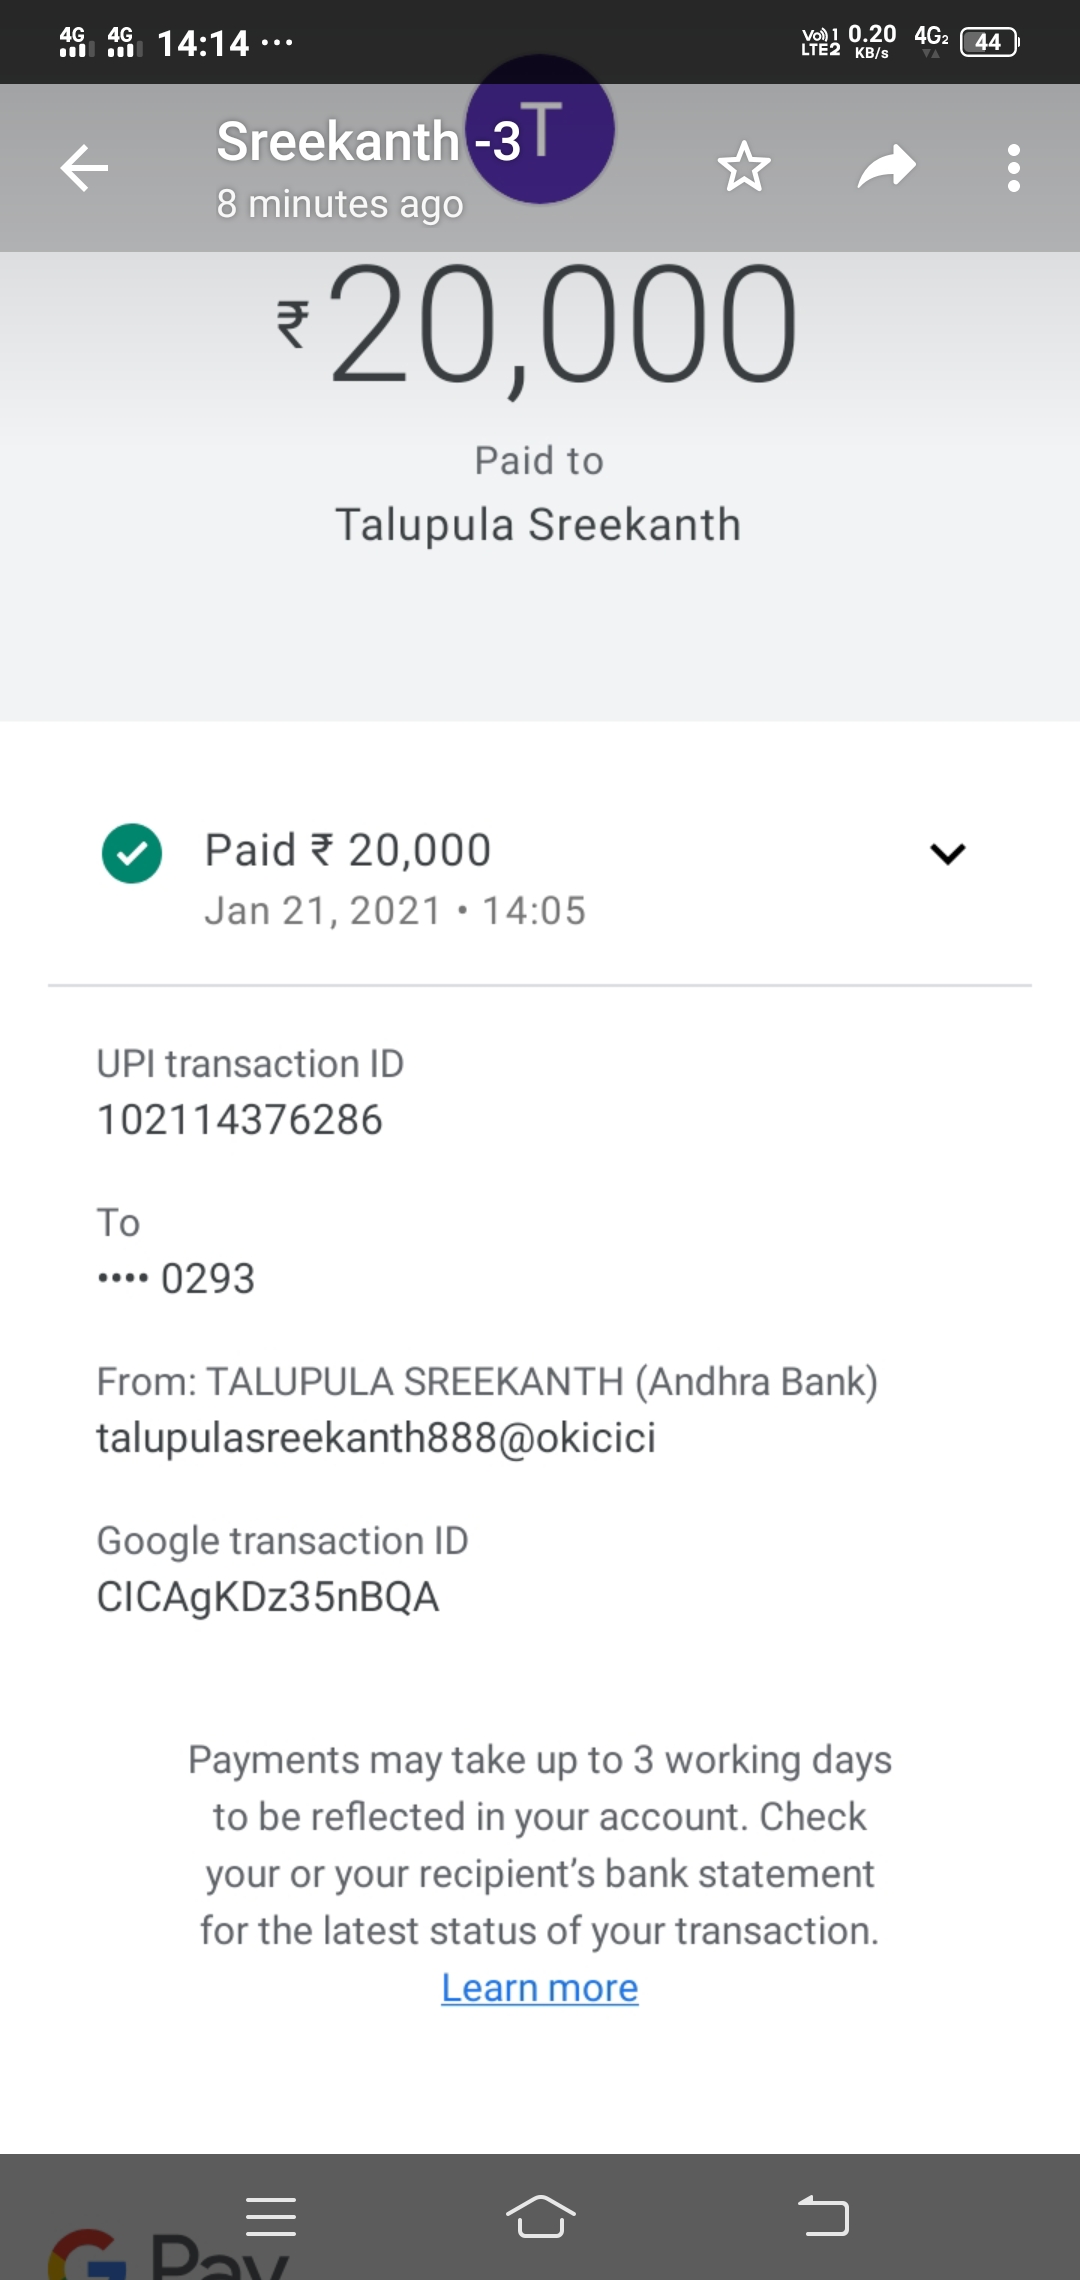 4G 4G 14:14 ...
Vo) 1 LTE2 0.20 KB/s 4G2 44
T
Sreekanth -3
8 minutes ago
₹20,000
Paid to
Talupula Sreekanth
Paid ₹ 20,000
Jan 21, 2021 • 14:05
UPI transaction ID
102114376286
To
•••• 0293
From: TALUPULA SREEKANTH (Andhra Bank)
talupulasreekanth888@okicici
Google transaction ID
CICAgKDz35nBQA
Payments may take up to 3 working days
to be reflected in your account. Check
your or your recipient’s bank statement
for the latest status of your transaction.
Learn more
G Pay